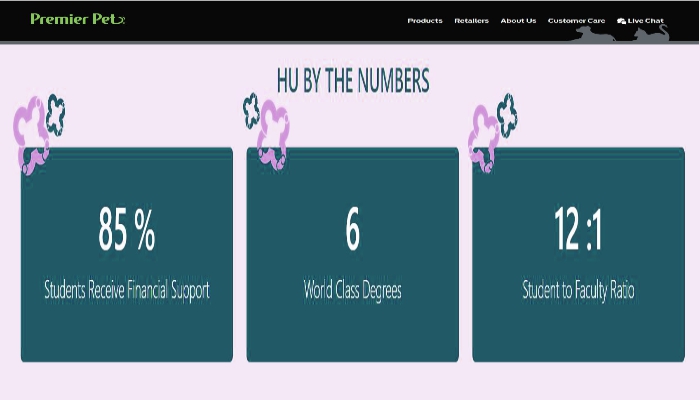 Premier Pet
Products Retailers About Us Customer Care Live Chat
HU BY THE NUMBERS
85 %
Students Receive Financial Support
6
World Class Degrees
12 :1
Student to Faculty Ratio